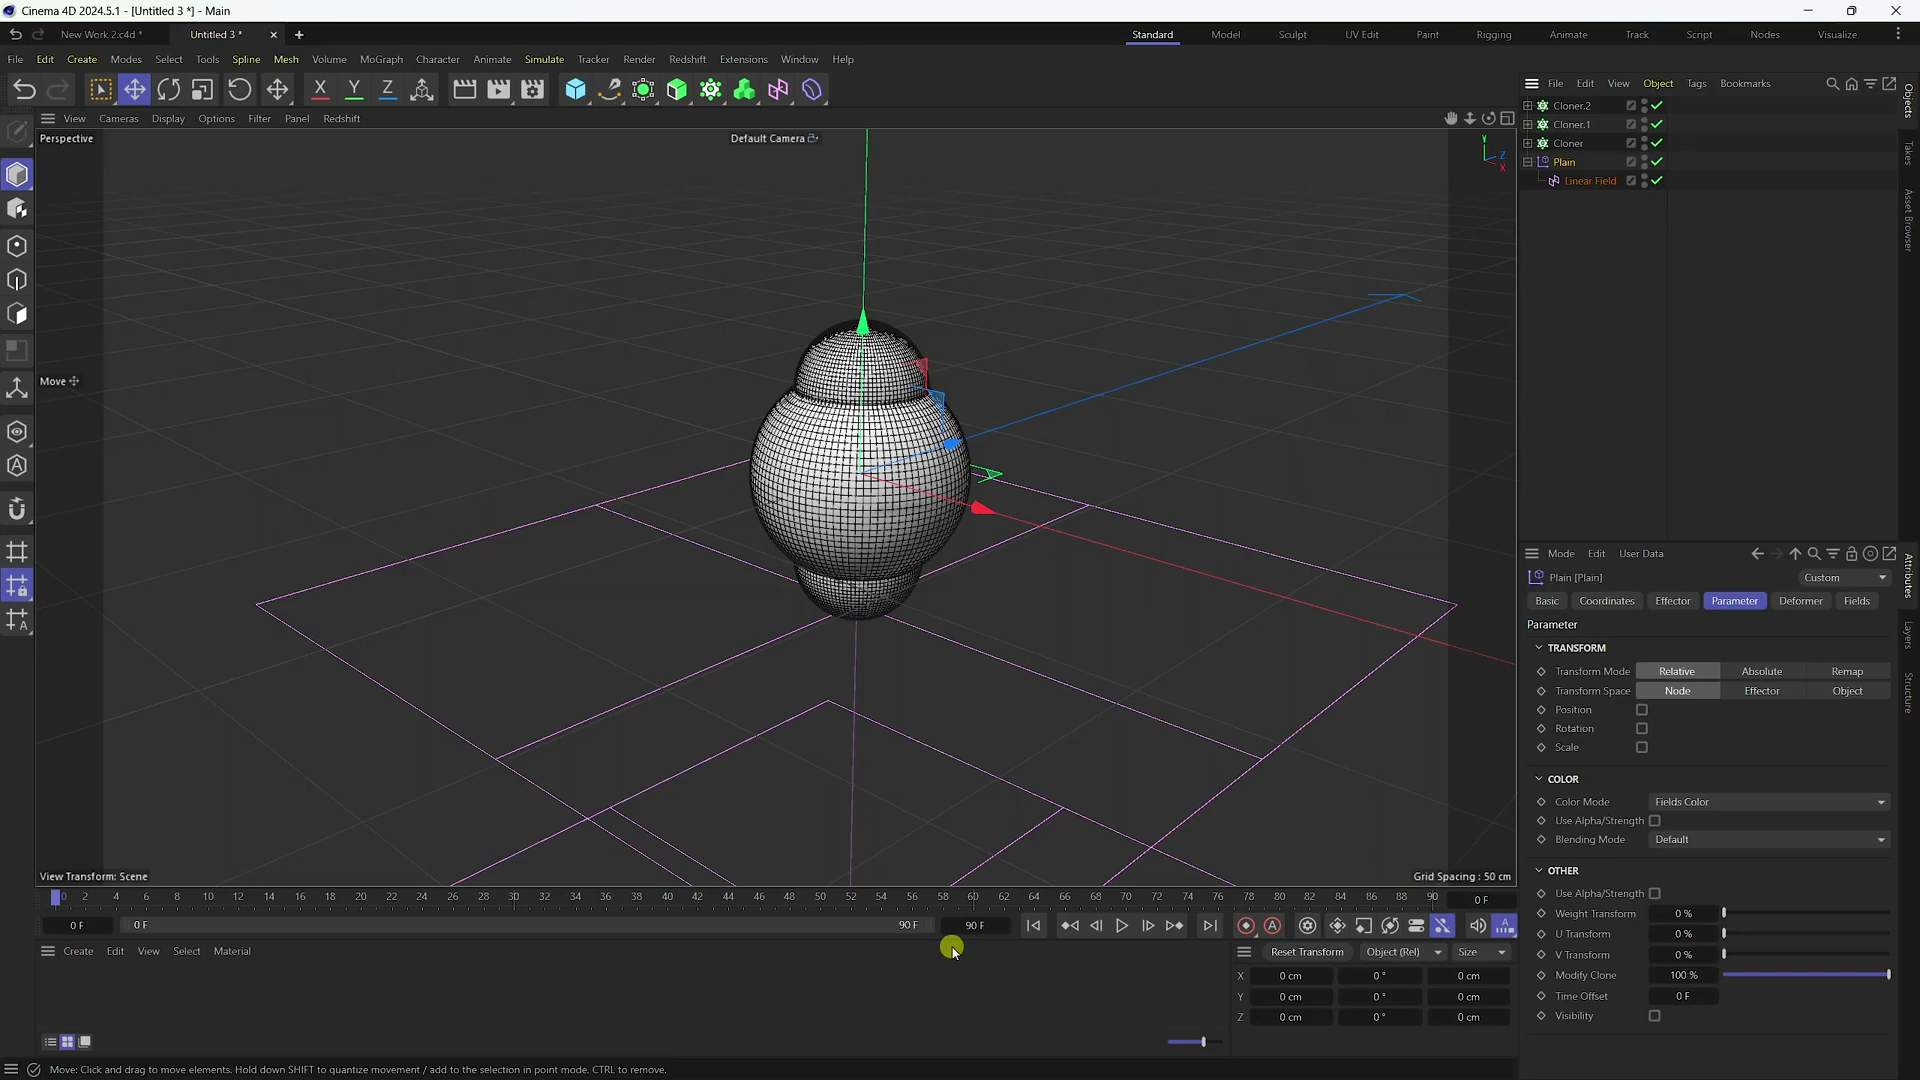 Cinema 4D 2024.5.1 - [Untitled 3 *] - Main
New Work 2.c4d *
Untitled 3 *
Standard Model Sculpt UV Edit Paint Rigging Animate Track Script Nodes Visualize
File Edit Create Modes Select Tools Spline Mesh Volume MoGraph Character Animate Simulate Tracker Render Redshift Extensions Window Help
X Y Z
File Edit View Object Tags Bookmarks
View Cameras Display Options Filter Panel Redshift
Perspective
Default Camera
Y
Z
X
Cloner.2
Cloner.1
Cloner
Plain
Linear Field
Objects
Takes
Asset Browser
Move
View Transform: Scene
Grid Spacing : 50 cm
Mode Edit User Data
Plain [Plain]
Custom
Basic Coordinates Effector Parameter Deformer Fields
Parameter
TRANSFORM
Transform Mode Relative Absolute Remap
Transform Space Node Effector Object
Position
Rotation
Scale
COLOR
Color Mode Fields Color
Use Alpha/Strength
Blending Mode Default
OTHER
Use Alpha/Strength
Weight Transform 0 %
U Transform 0 %
V Transform 0 %
Modify Clone 100 %
Time Offset 0 F
Visibility
Attributes
Layers
Structure
0 2 4 6 8 10 12 14 16 18 20 22 24 26 28 30 32 34 36 38 40 42 44 46 48 50 52 54 56 58 60 62 64 66 68 70 72 74 76 78 80 82 84 86 88 90 0 F
0 F 0 F 90 F 90 F
Create Edit View Select Material
Reset Transform Object (Rel) Size
X 0 cm 0 ° 0 cm
Y 0 cm 0 ° 0 cm
Z 0 cm 0 ° 0 cm
Move: Click and drag to move elements. Hold down SHIFT to quantize movement / add to the selection in point mode, CTRL to remove.